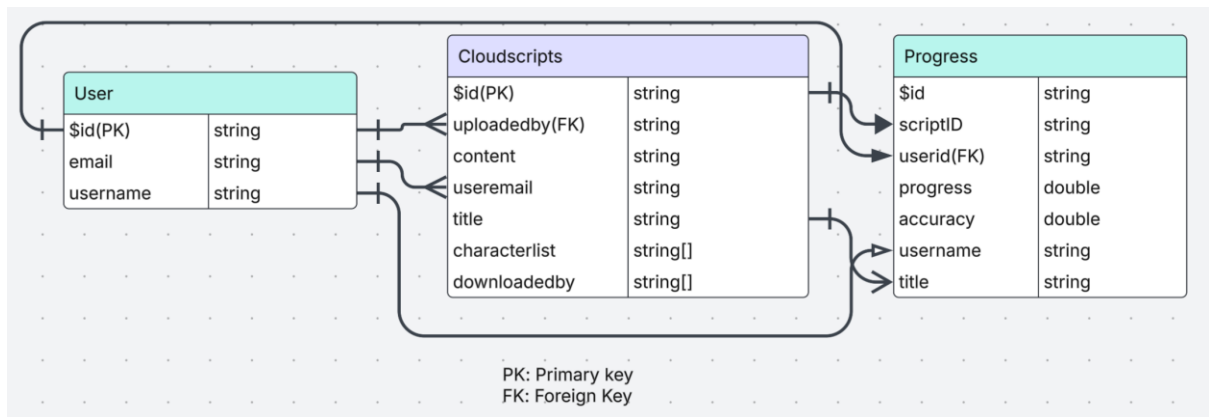 User
$id(PK) string
email string
username string
Cloudscripts
$id(PK) string
uploadedby(FK) string
content string
useremail string
title string
characterlist string[]
downloadedby string[]
Progress
$id string
scriptID string
userid(FK) string
progress double
accuracy double
username string
title string
PK: Primary key
FK: Foreign Key